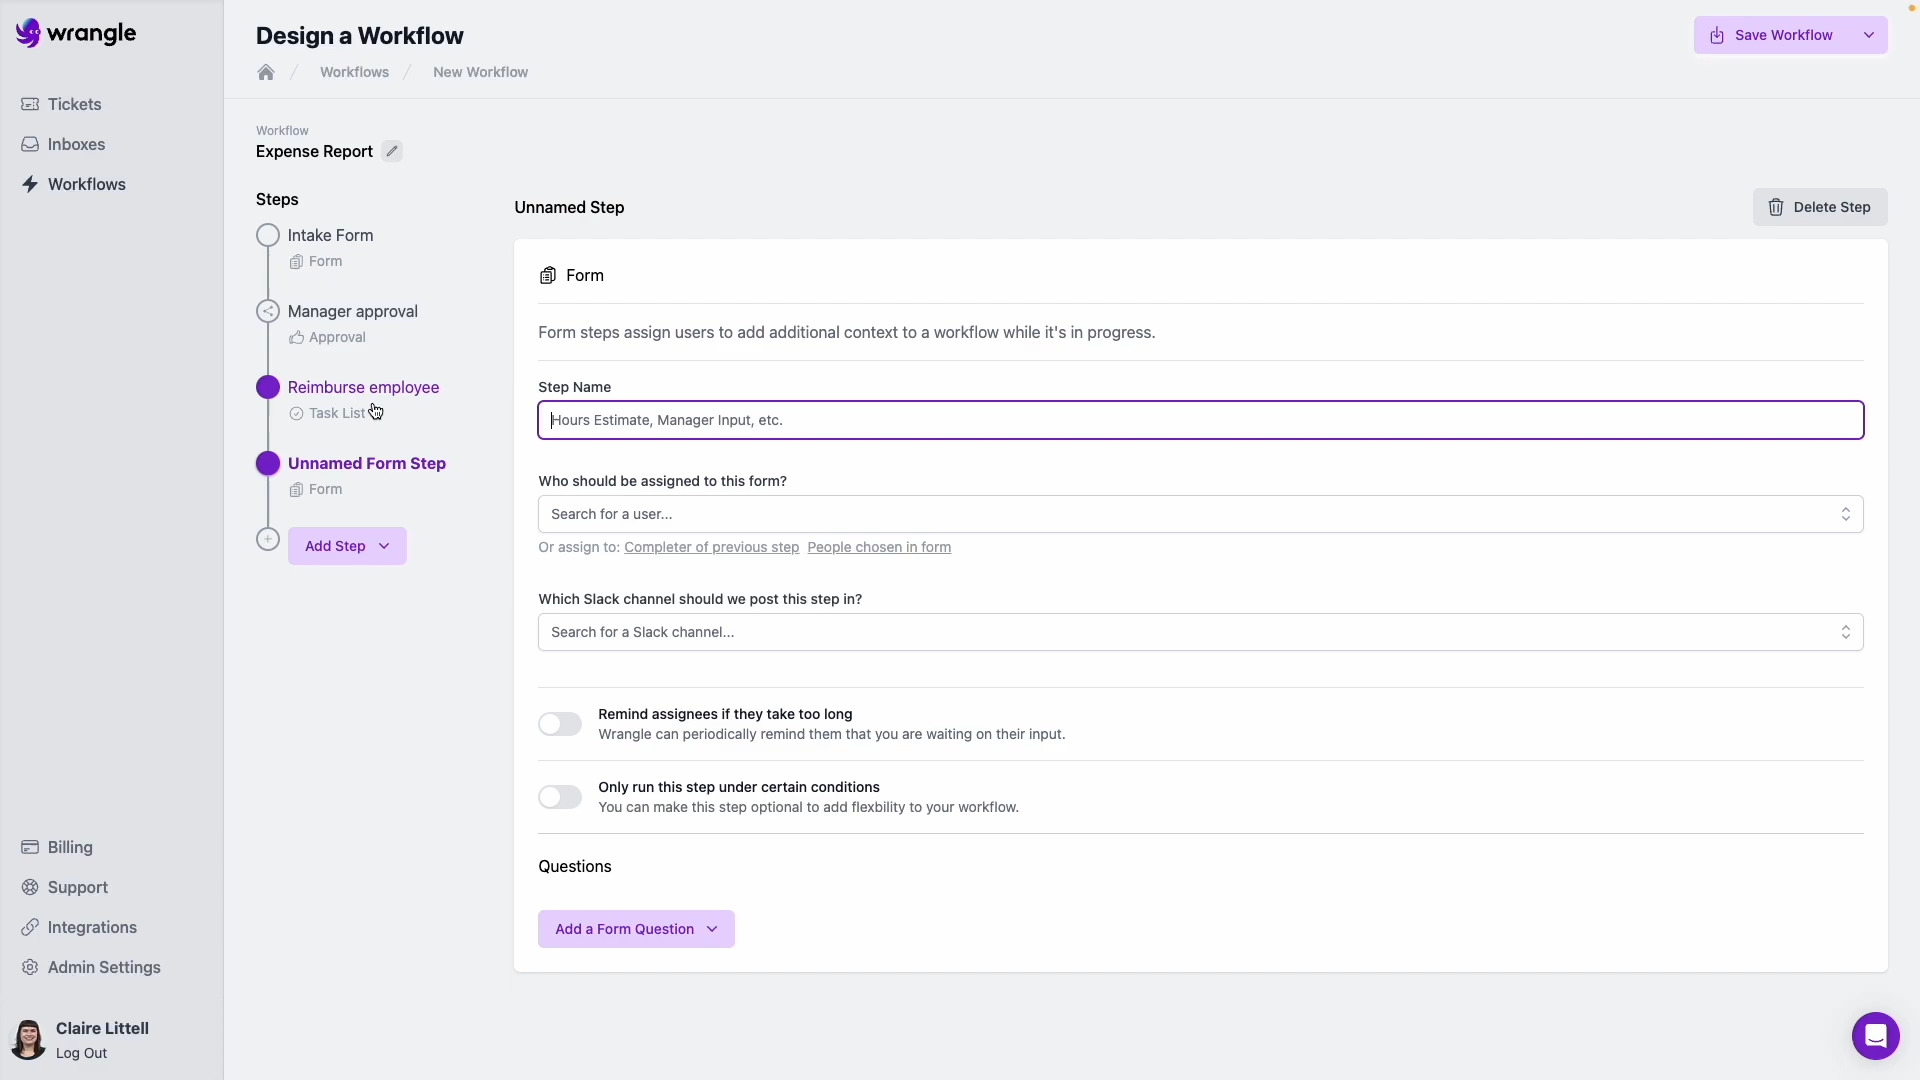 wrangle
Tickets
Inboxes
Workflows
Billing
Support
Integrations
Admin Settings
Claire Littell
Log Out
Design a Workflow
Workflows / New Workflow
Save Workflow
Workflow
Expense Report
Steps
Intake Form
Form
Manager approval
Approval
Reimburse employee
Task List
Unnamed Form Step
Form
Add Step
Unnamed Step
Delete Step
Form
Form steps assign users to add additional context to a workflow while it's in progress.
Step Name
Hours Estimate, Manager Input, etc.
Who should be assigned to this form?
Search for a user...
Or assign to: Completer of previous step People chosen in form
Which Slack channel should we post this step in?
Search for a Slack channel...
Remind assignees if they take too long
Wrangle can periodically remind them that you are waiting on their input.
Only run this step under certain conditions
You can make this step optional to add flexbility to your workflow.
Questions
Add a Form Question